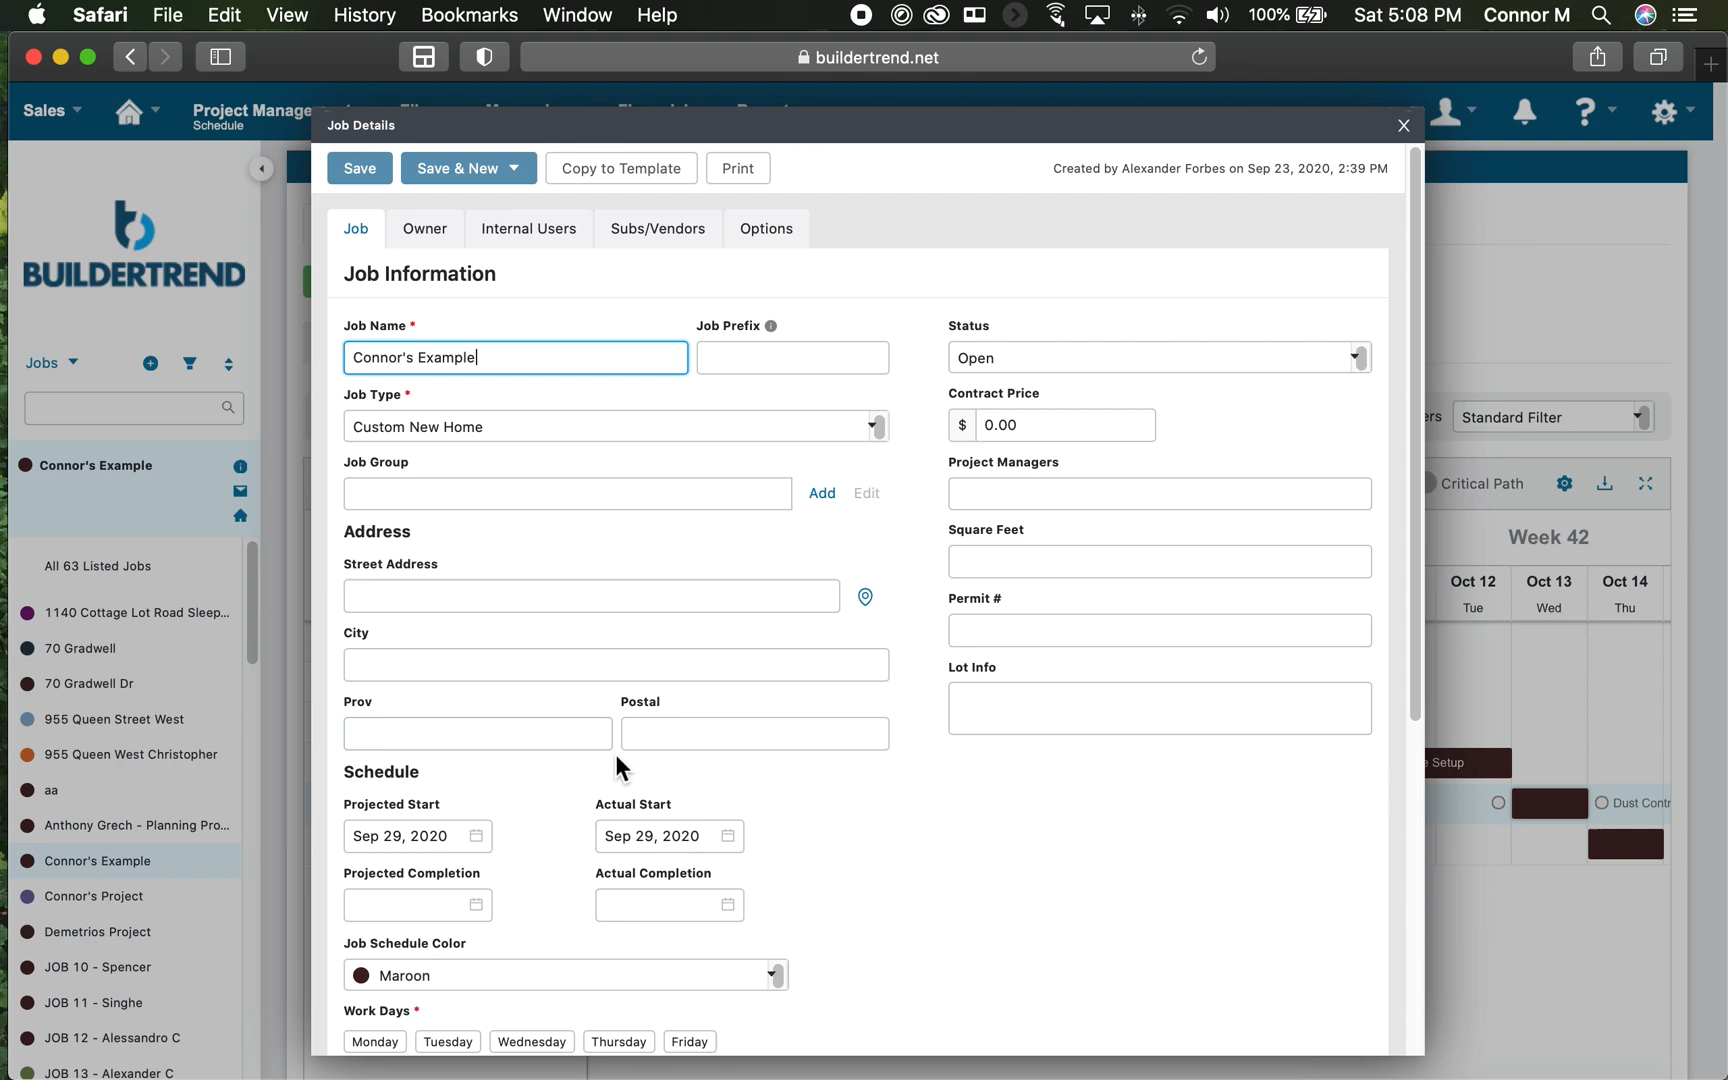 Safari File Edit View History Bookmarks Window Help 100% Sat 5:08 PM Connor M
buildertrend.net
Sales Project Manage
Schedule
Job Details
Save Save & New Copy to Template Print Created by Alexander Forbes on Sep 23, 2020, 2:39 PM
Job Owner Internal Users Subs/Vendors Options
BUILDERTREND
Jobs
Connor's Example
All 63 Listed Jobs
1140 Cottage Lot Road Sleep...
70 Gradwell
70 Gradwell Dr
955 Queen Street West
955 Queen West Christopher
aa
Anthony Grech - Planning Pro...
Connor's Example
Connor's Project
Demetrios Project
JOB 10 - Spencer
JOB 11 - Singhe
JOB 12 - Alessandro C
JOB 13 - Alexander C
Job Information
Job Name * Job Prefix
Connor's Example
Job Type *
Custom New Home
Job Group
Add Edit
Address
Street Address
City
Prov Postal
Schedule
Projected Start Actual Start
Sep 29, 2020 Sep 29, 2020
Projected Completion Actual Completion
Job Schedule Color
Maroon
Work Days *
Monday Tuesday Wednesday Thursday Friday
Status
Open
Contract Price
$ 0.00
Project Managers
Square Feet
Permit #
Lot Info
ers Standard Filter
Critical Path
Week 42
Oct 12 Oct 13 Oct 14
Tue Wed Thu
e Setup
Dust Contr